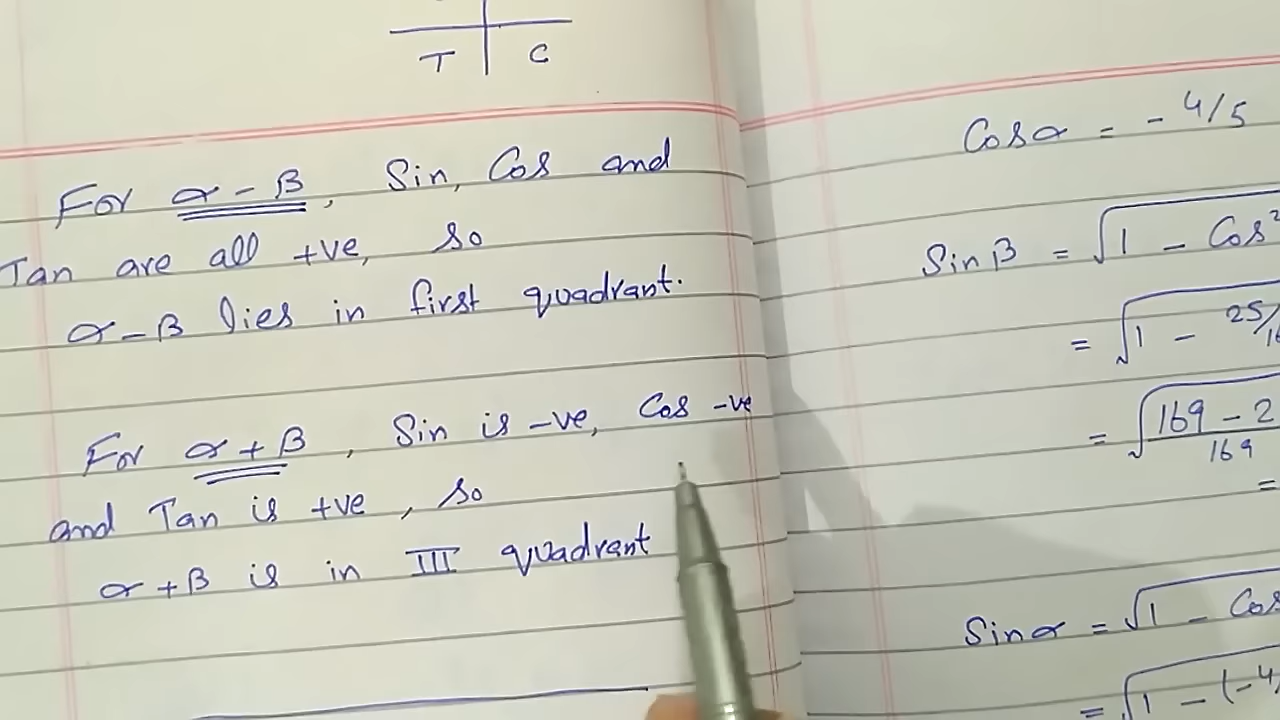 T C
For α - β, Sin, Cos and
Tan are all +ve, so
α - β lies in first quadrant.
For α + β, Sin is -ve, Cos -ve
and Tan is +ve, so
α + β is in III quadrant
Cos α = - 4/5
Sin β = √1 - Cos²
= √1 - 25/16
= √169 - 2
169
=
Sin α = √1 - Cos
= √1 - (-4/